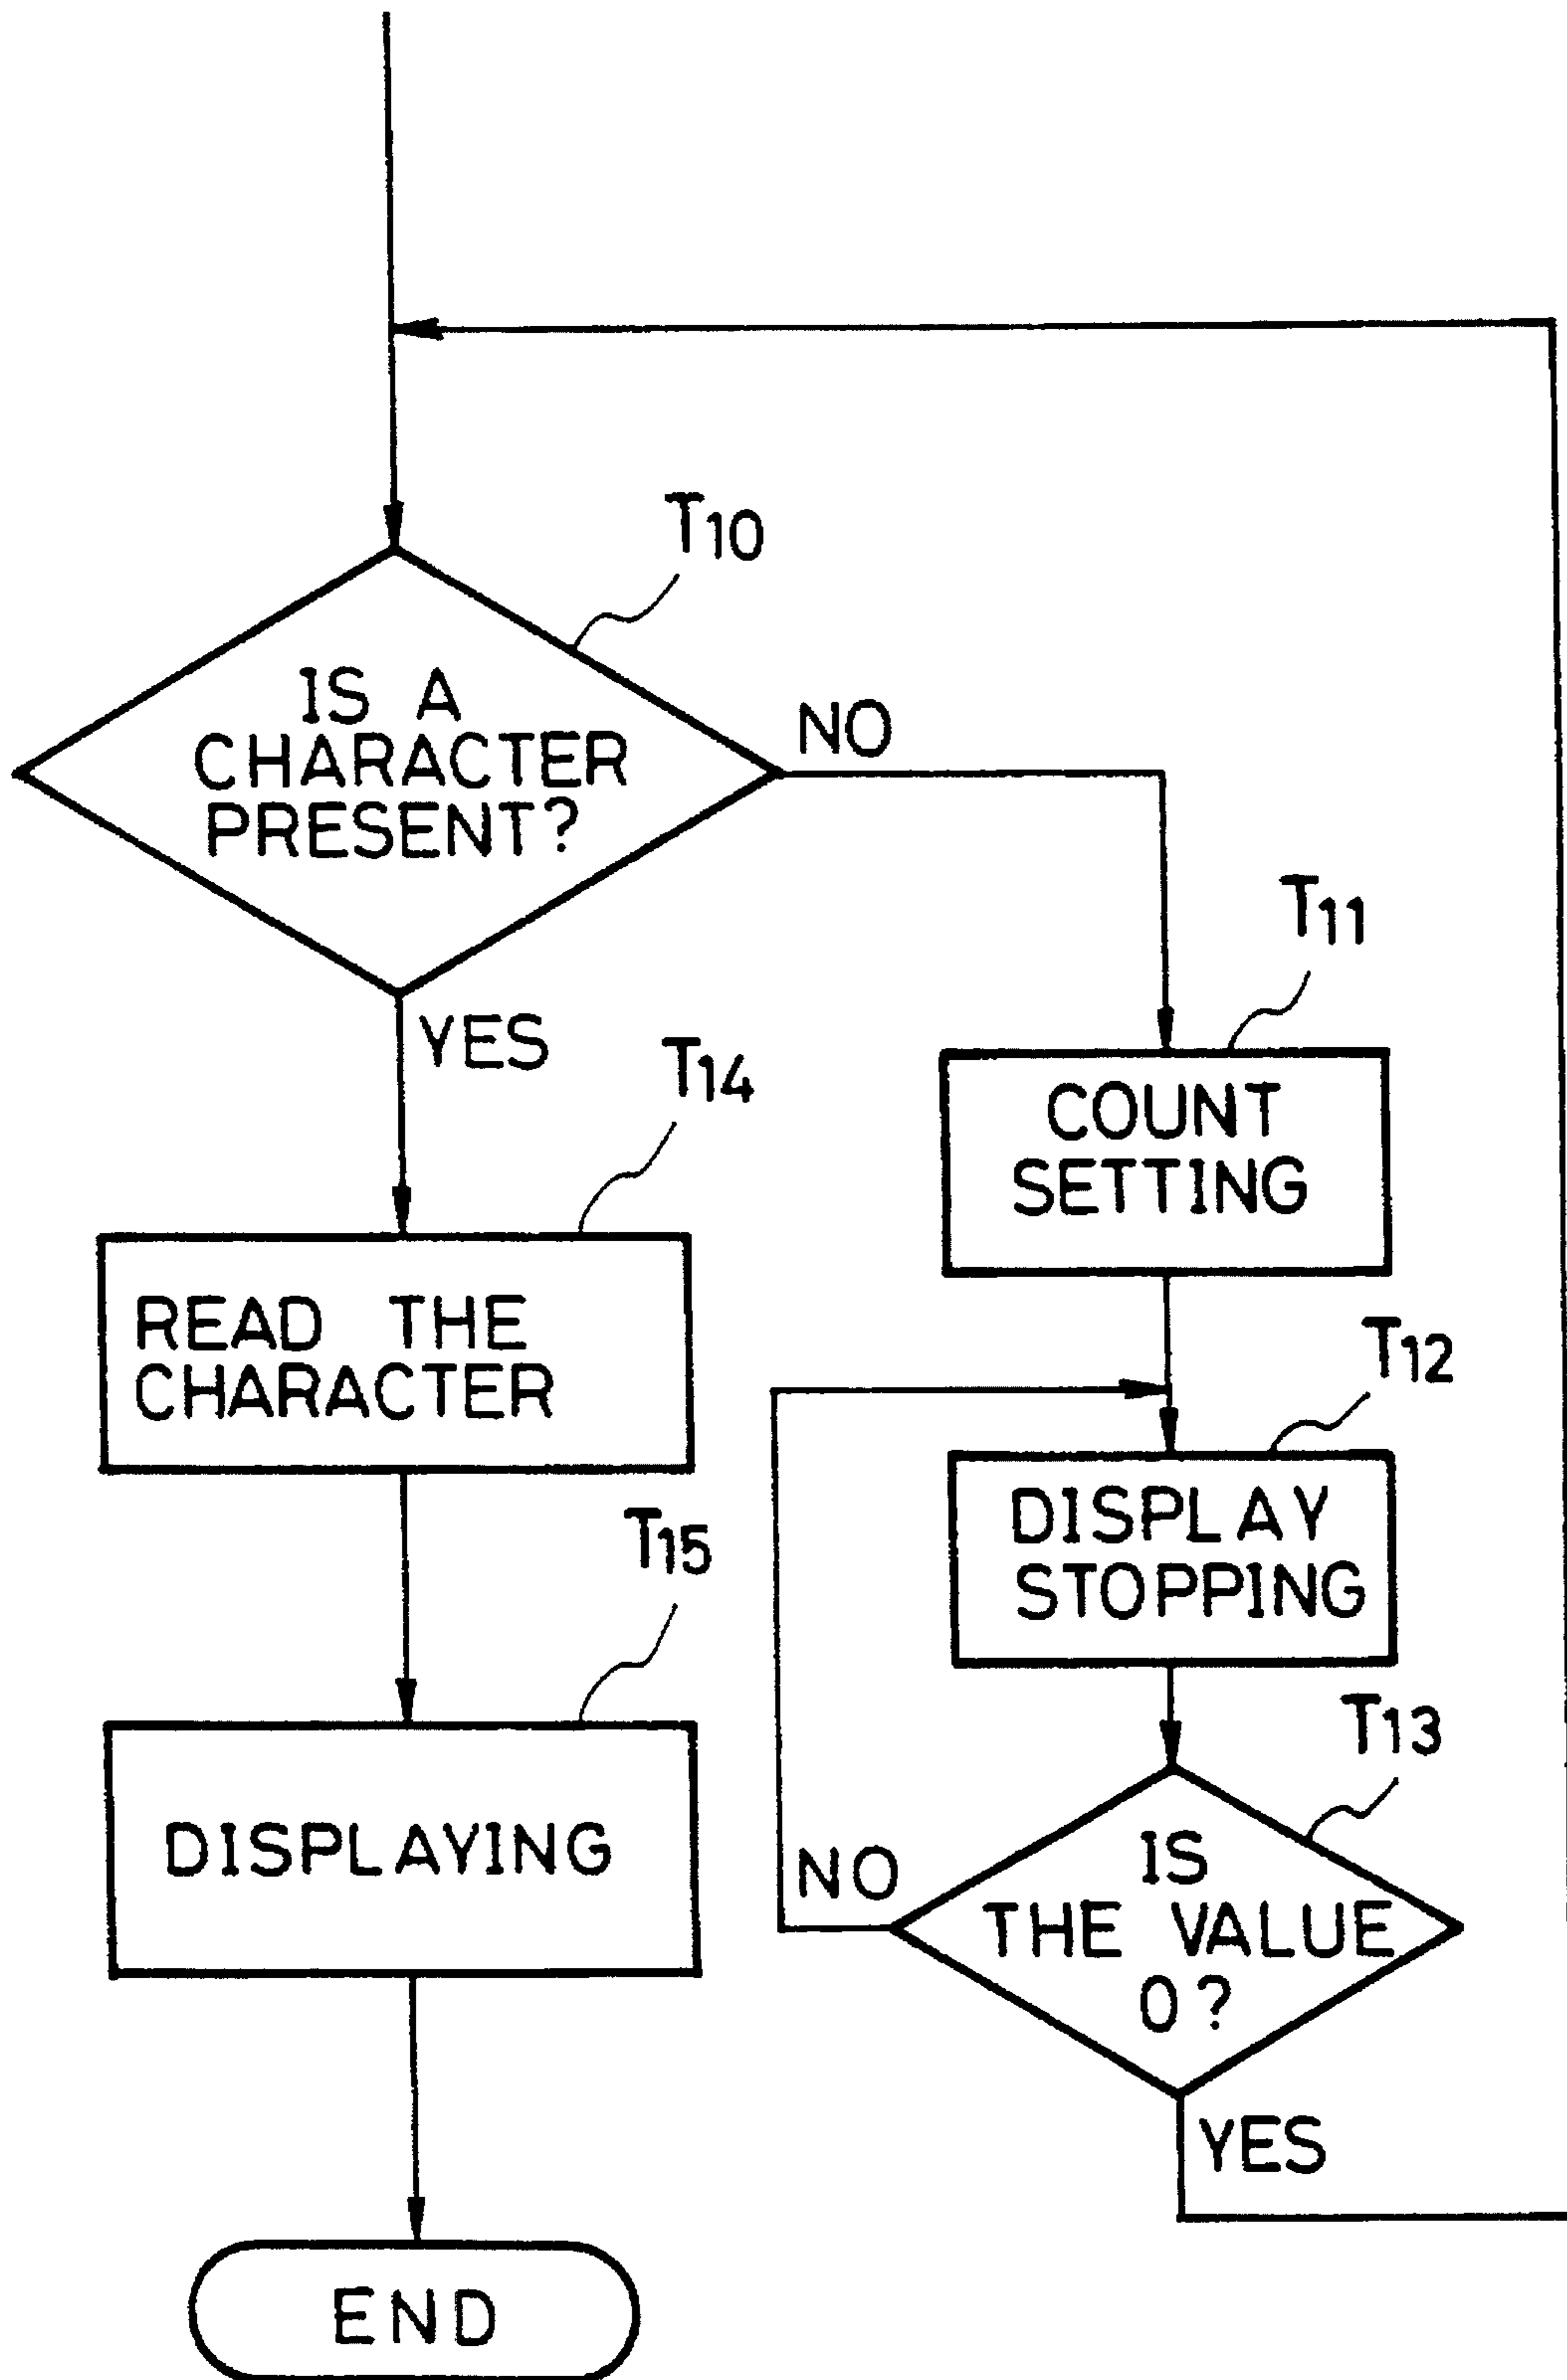 T10
IS A
CHARACTER
PRESENT?
NO
YES
T11
COUNT
SETTING
T14
READ THE
CHARACTER
T12
DISPLAY
STOPPING
T15
DISPLAYING
T13
IS
THE VALUE
0?
NO
YES
END